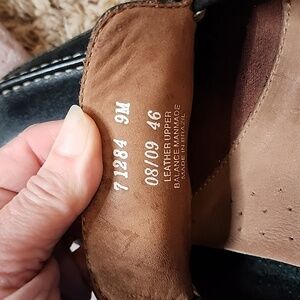 71284 9M
08/09 46
LEATHER UPPER
BALANCE MANMADE
MADE IN BRAZIL